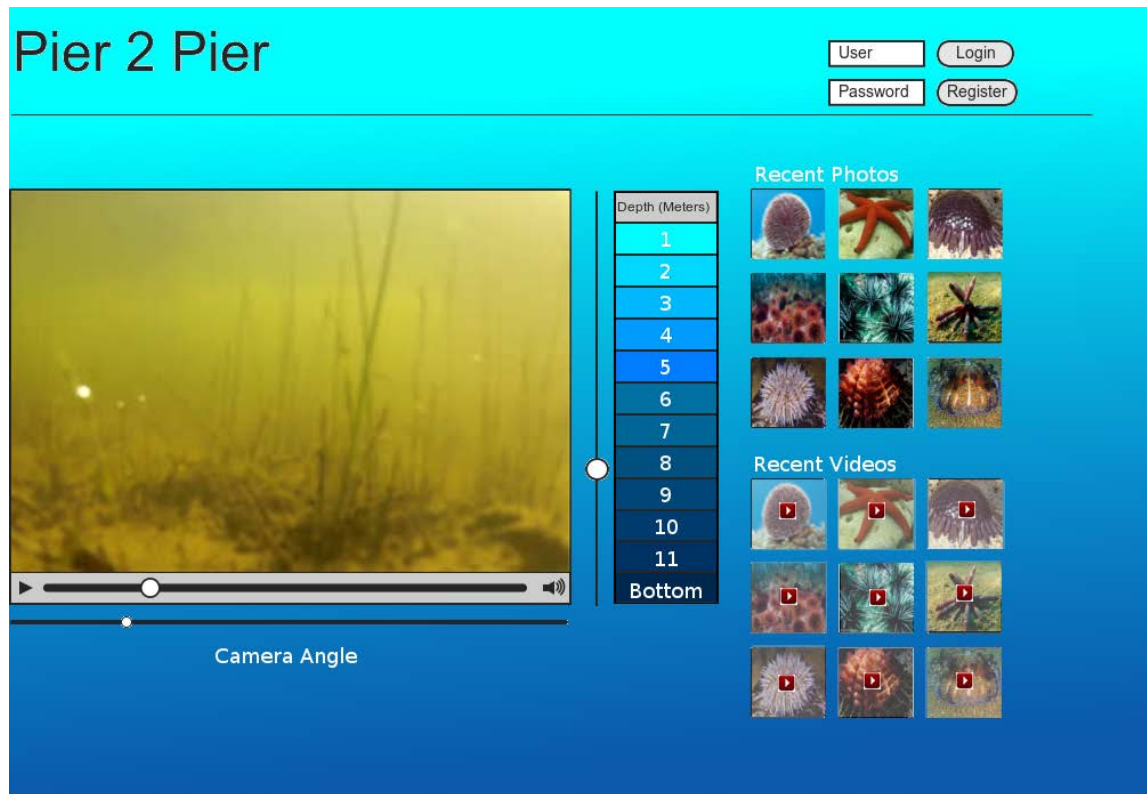 Pier 2 Pier
User
Login
Password
Register
Depth (Meters)
1
2
3
4
5
6
7
8
9
10
11
Bottom
Camera Angle
Recent Photos
Recent Videos